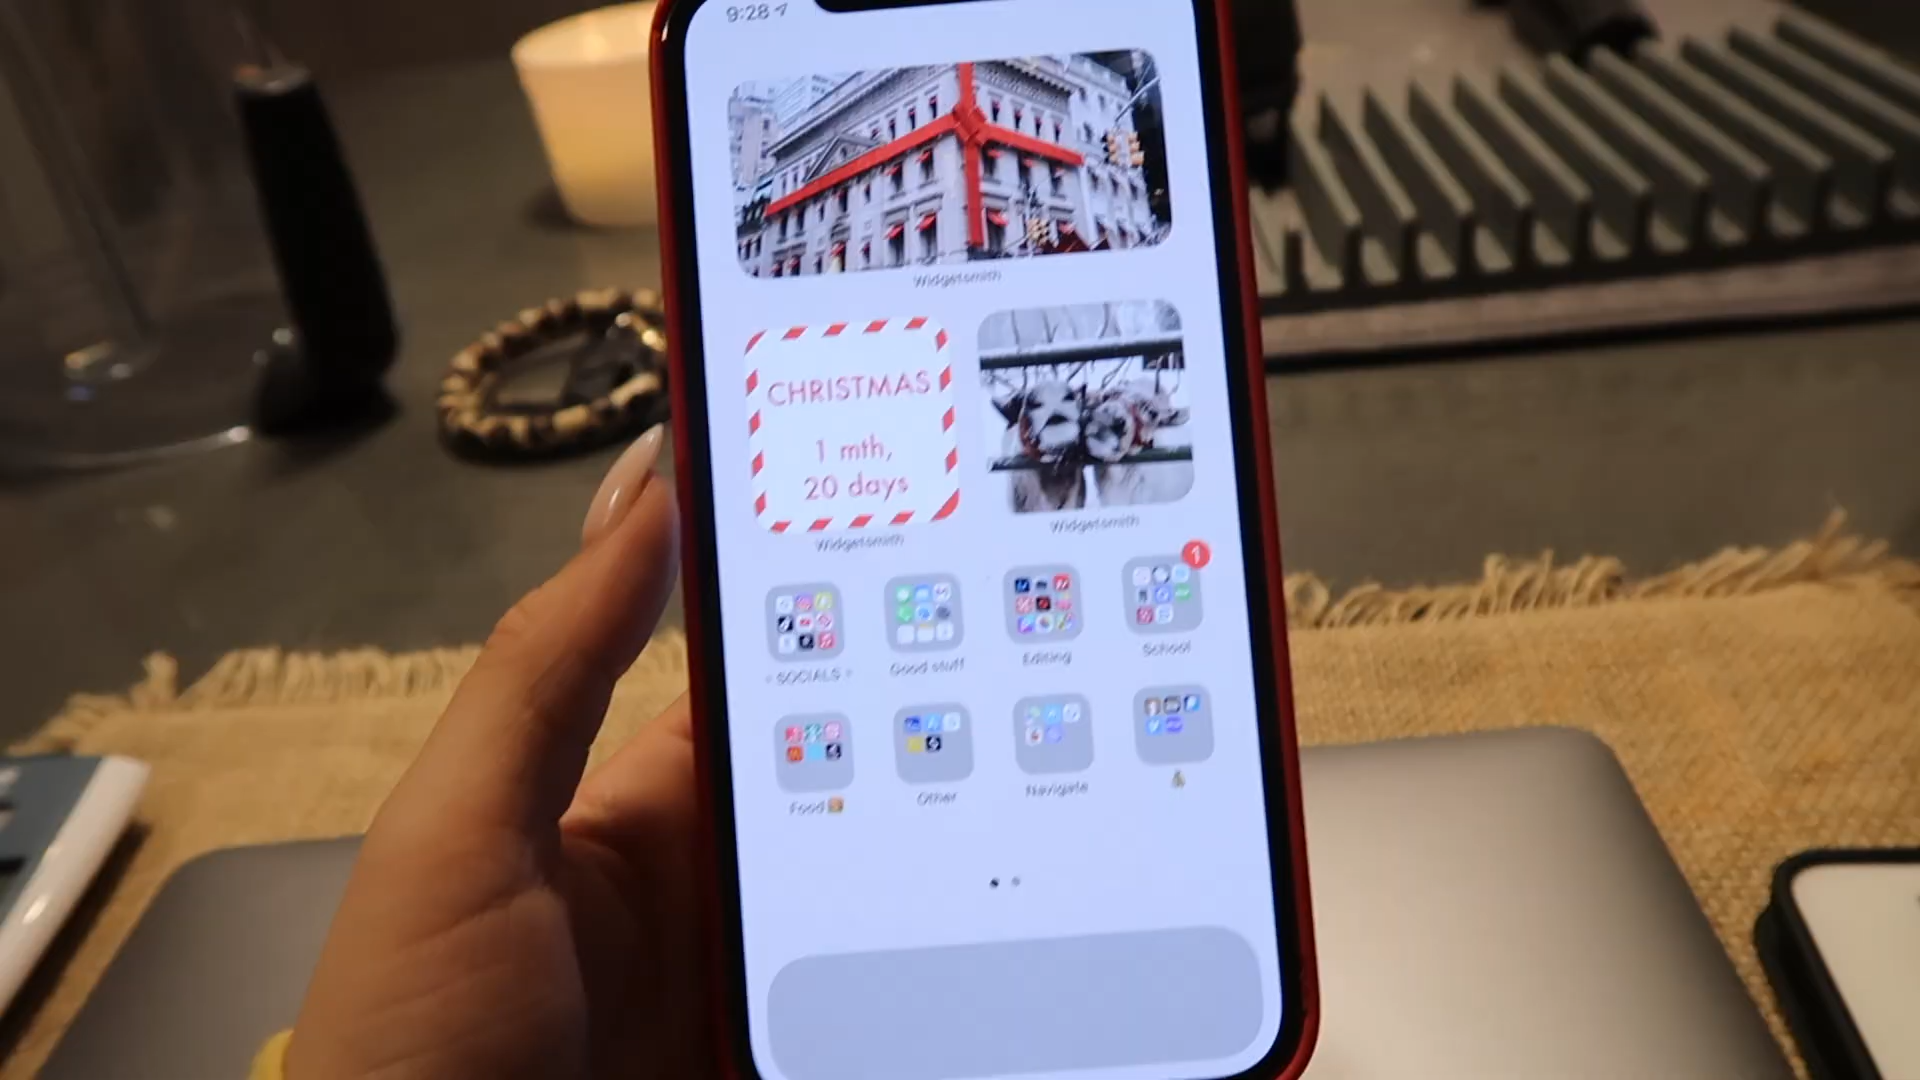 9:28
Widgetsmith
CHRISTMAS
1 mth,
20 days
Widgetsmith
Widgetsmith
1
SOCIALS
Good stuff
Editing
School
Food
Other
Navigate